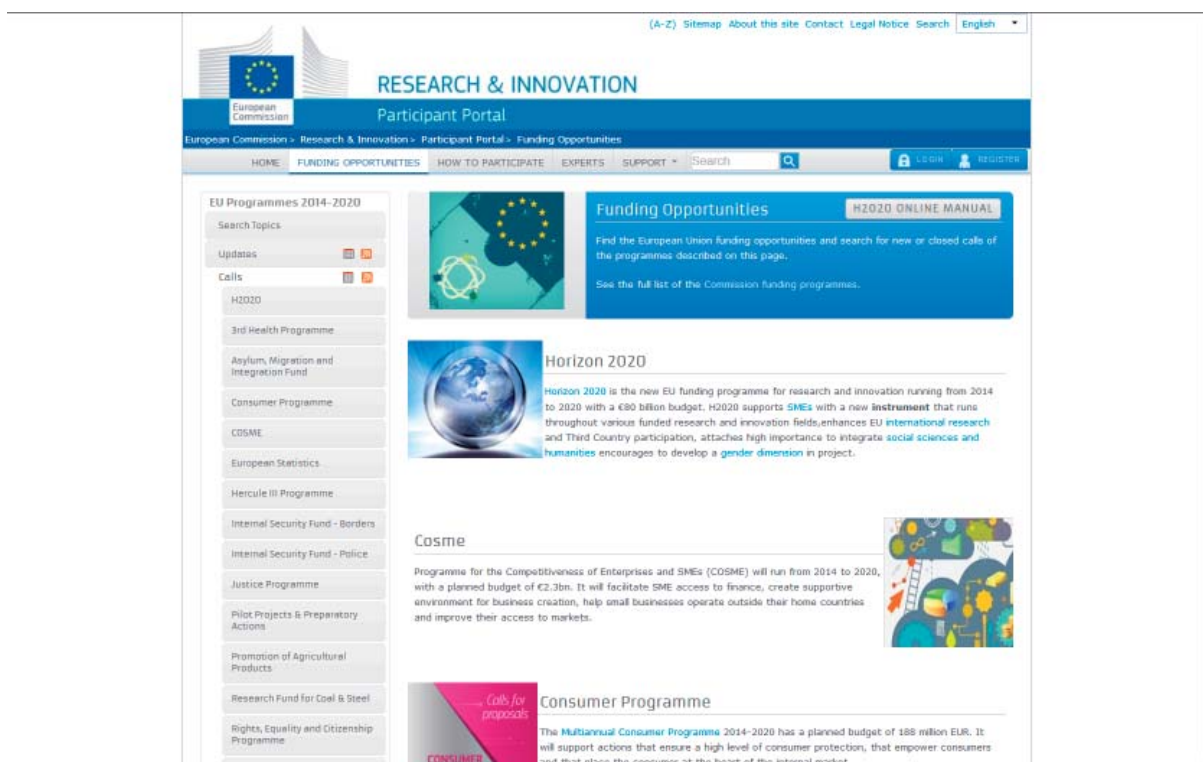 (A-Z) Sitemap About this site Contact Legal Notice Search English
RESEARCH & INNOVATION
European
Commission
Participant Portal
European Commission > Research & Innovation > Participant Portal > Funding Opportunities
HOME FUNDING OPPORTUNITIES HOW TO PARTICIPATE EXPERTS SUPPORT Search LOGIN REGISTER
EU Programmes 2014-2020
Search Topics
Updates
Calls
H2020
3rd Health Programme
Asylum, Migration and
Integration Fund
Consumer Programme
COSME
European Statistics
Hercule III Programme
Internal Security Fund - Borders
Internal Security Fund - Police
Justice Programme
Pilot Projects & Preparatory
Actions
Promotion of Agricultural
Products
Research Fund for Coal & Steel
Rights, Equality and Citizenship
Programme
Funding Opportunities
H2020 ONLINE MANUAL
Find the European Union funding opportunities and search for new or closed calls of
the programmes described on this page.
See the full list of the Commission funding programmes.
Horizon 2020
Horizon 2020 is the new EU funding programme for research and innovation running from 2014
to 2020 with a €80 billion budget. H2020 supports SMEs with a new instrument that runs
throughout various funded research and innovation fields,enhances EU international research
and Third Country participation, attaches high importance to integrate social sciences and
humanities encourages to develop a gender dimension in project.
Cosme
Programme for the Competitiveness of Enterprises and SMEs (COSME) will run from 2014 to 2020,
with a planned budget of €2.3bn. It will facilitate SME access to finance, create supportive
environment for business creation, help small businesses operate outside their home countries
and improve their access to markets.
Calls for
proposals
CONSUMER
Consumer Programme
The Multiannual Consumer Programme 2014-2020 has a planned budget of 188 million EUR. It
will support actions that ensure a high level of consumer protection, that empower consumers
and that place the consumer at the heart of the internal market.